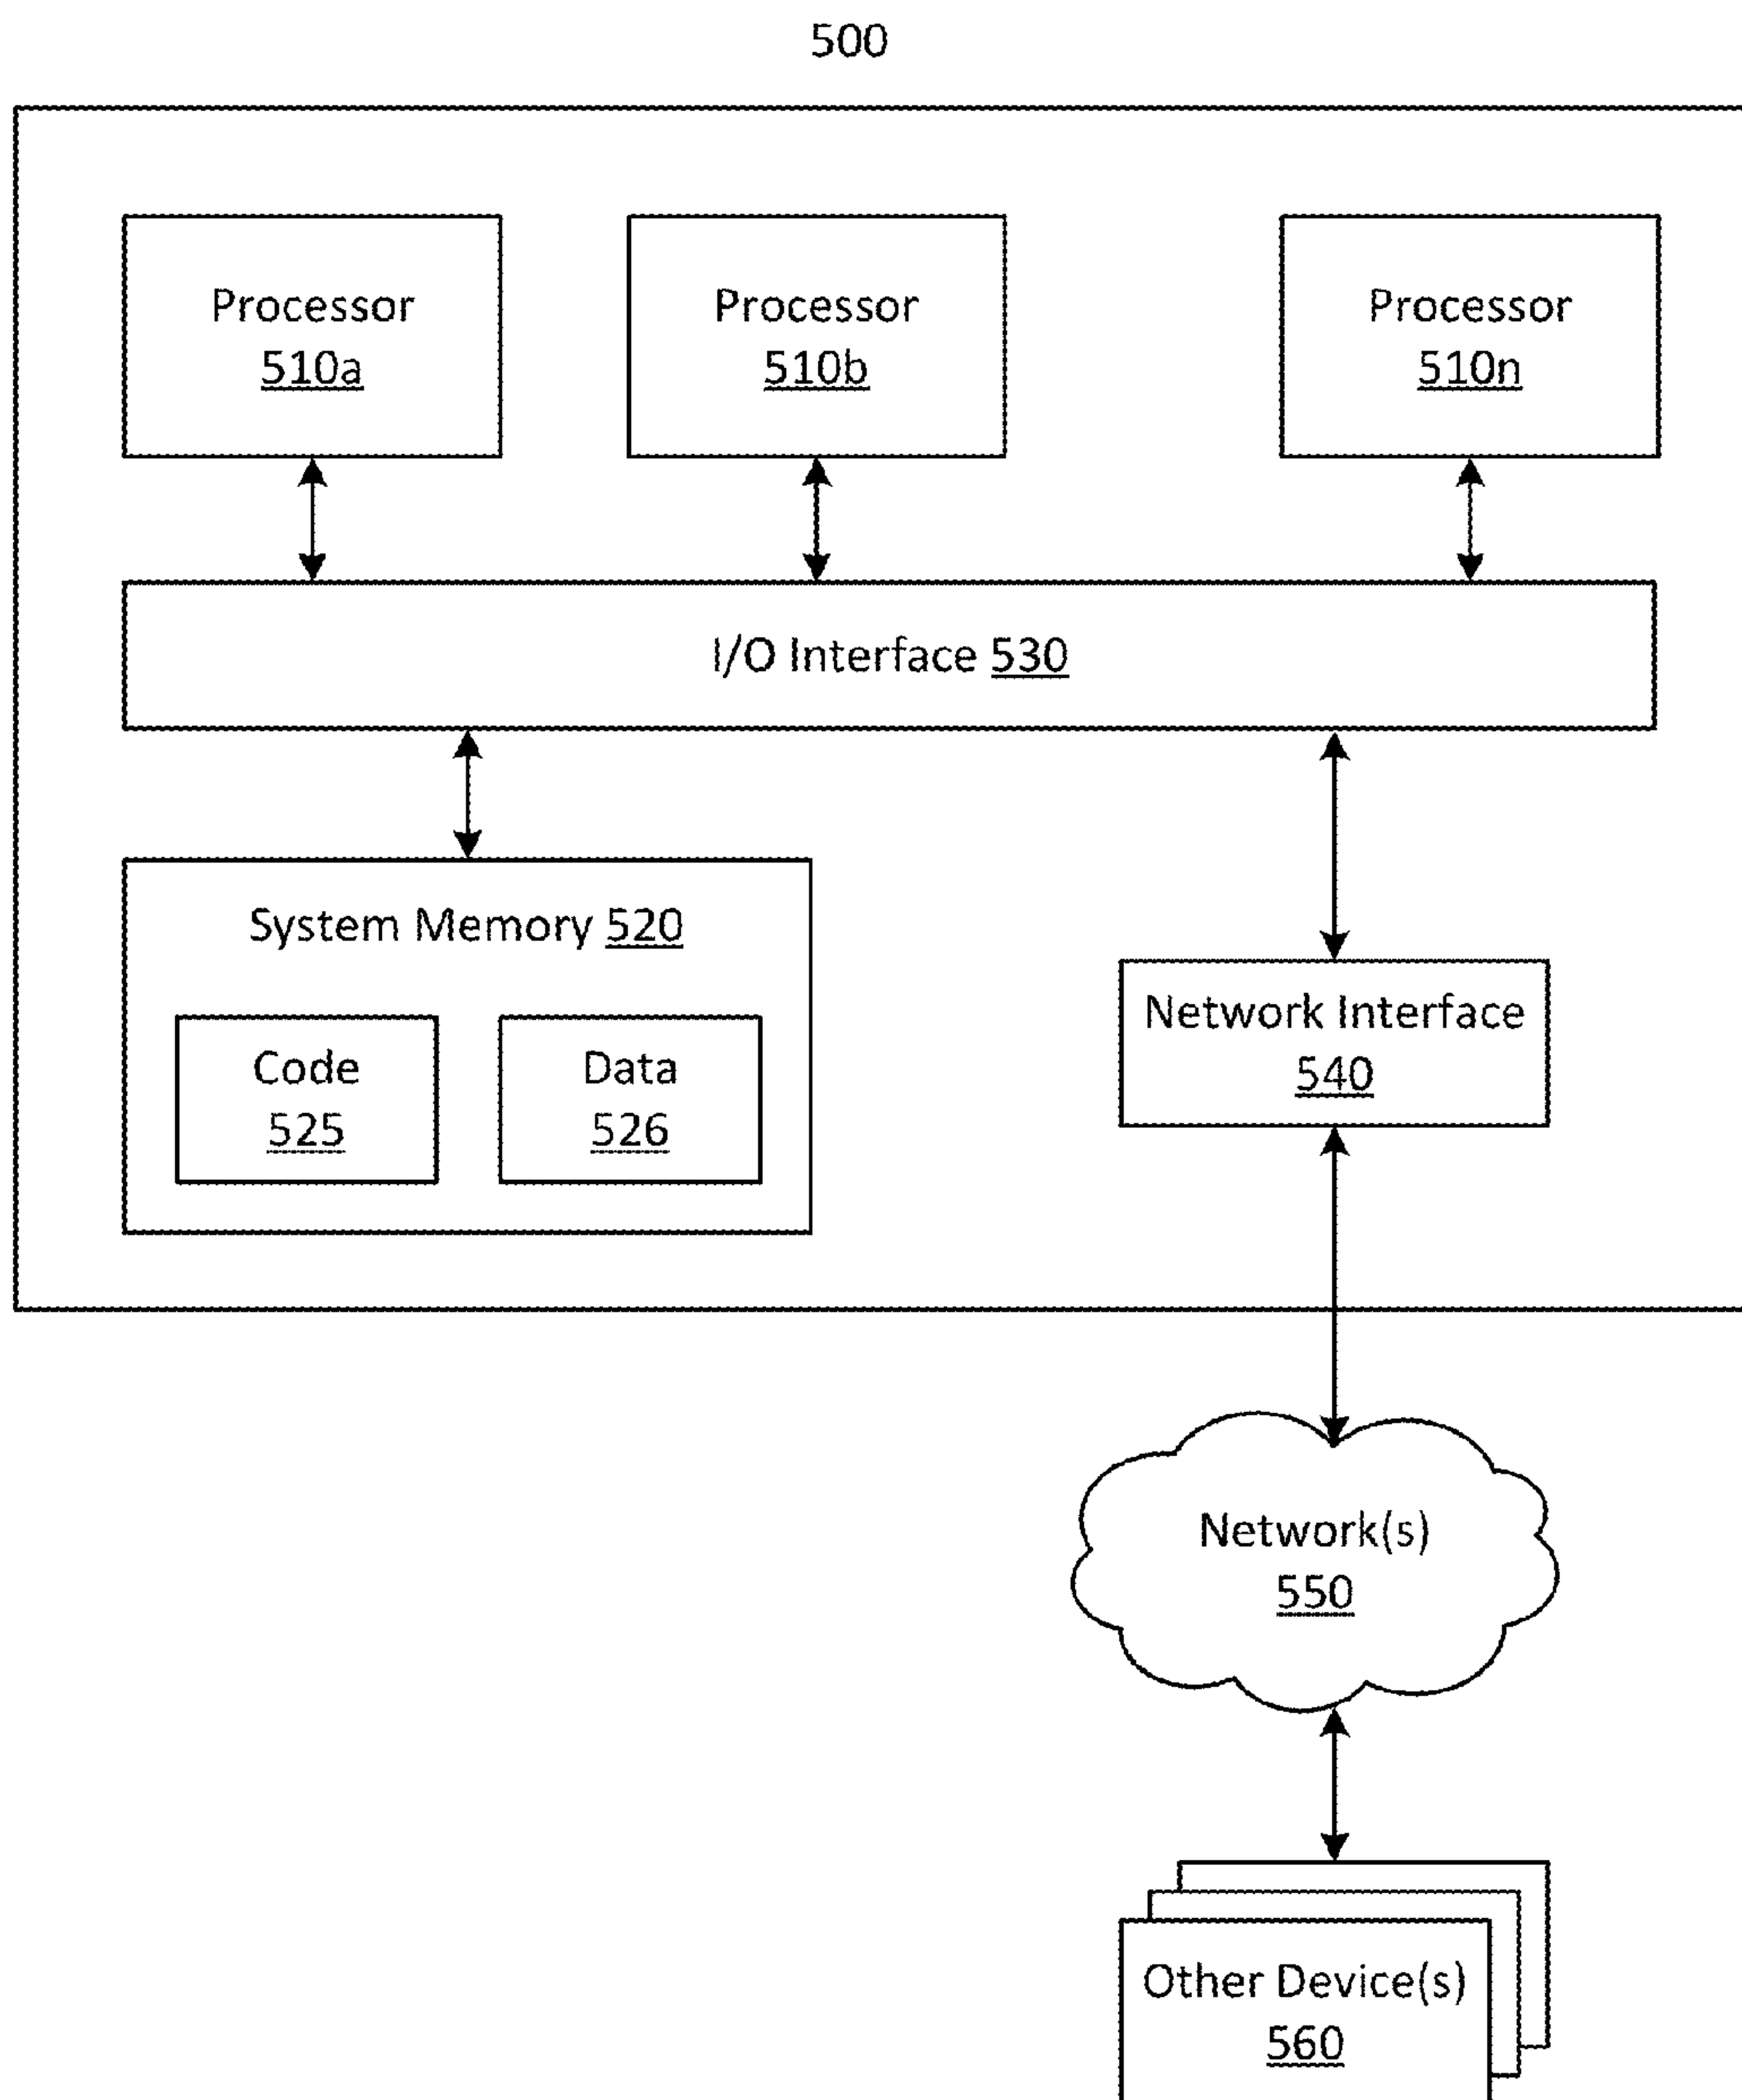 500
Processor
510a
Processor
510b
Processor
510n
I/O Interface 530
System Memory 520
Code
525
Data
526
Network Interface
540
Network(s)
550
Other Device(s)
560